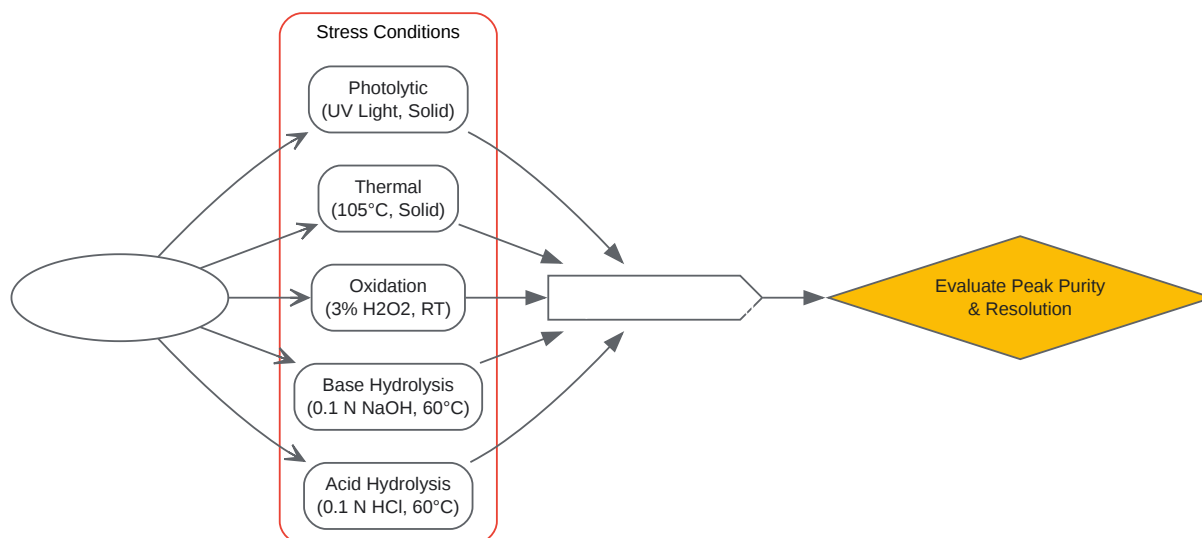 Stress Conditions
Photolytic
(UV Light, Solid)
Thermal
(105°C, Solid)
Oxidation
(3% H2O2, RT)
Base Hydrolysis
(0.1 N NaOH, 60°C)
Acid Hydrolysis
(0.1 N HCl, 60°C)
Evaluate Peak Purity
& Resolution